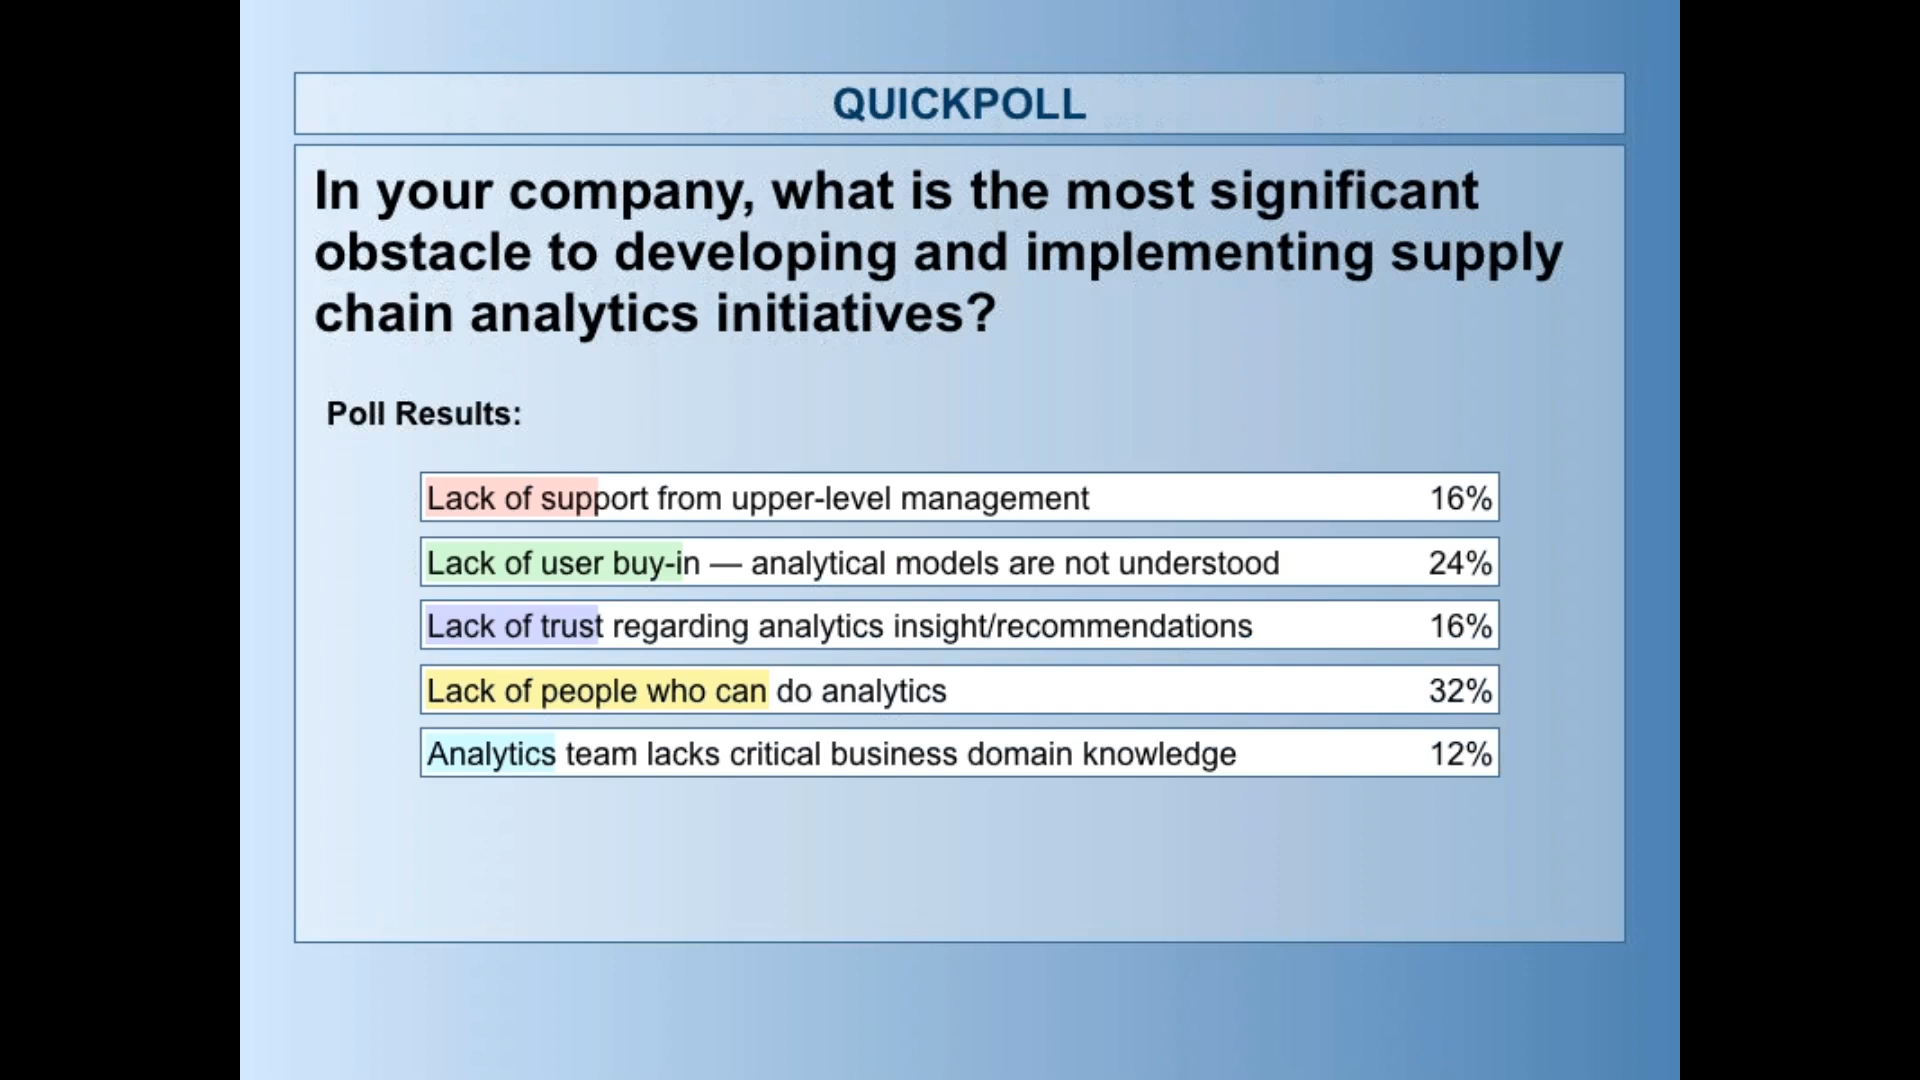 QUICKPOLL
In your company, what is the most significant
obstacle to developing and implementing supply
chain analytics initiatives?
Poll Results:
Lack of support from upper-level management 16%
Lack of user buy-in — analytical models are not understood 24%
Lack of trust regarding analytics insight/recommendations 16%
Lack of people who can do analytics 32%
Analytics team lacks critical business domain knowledge 12%